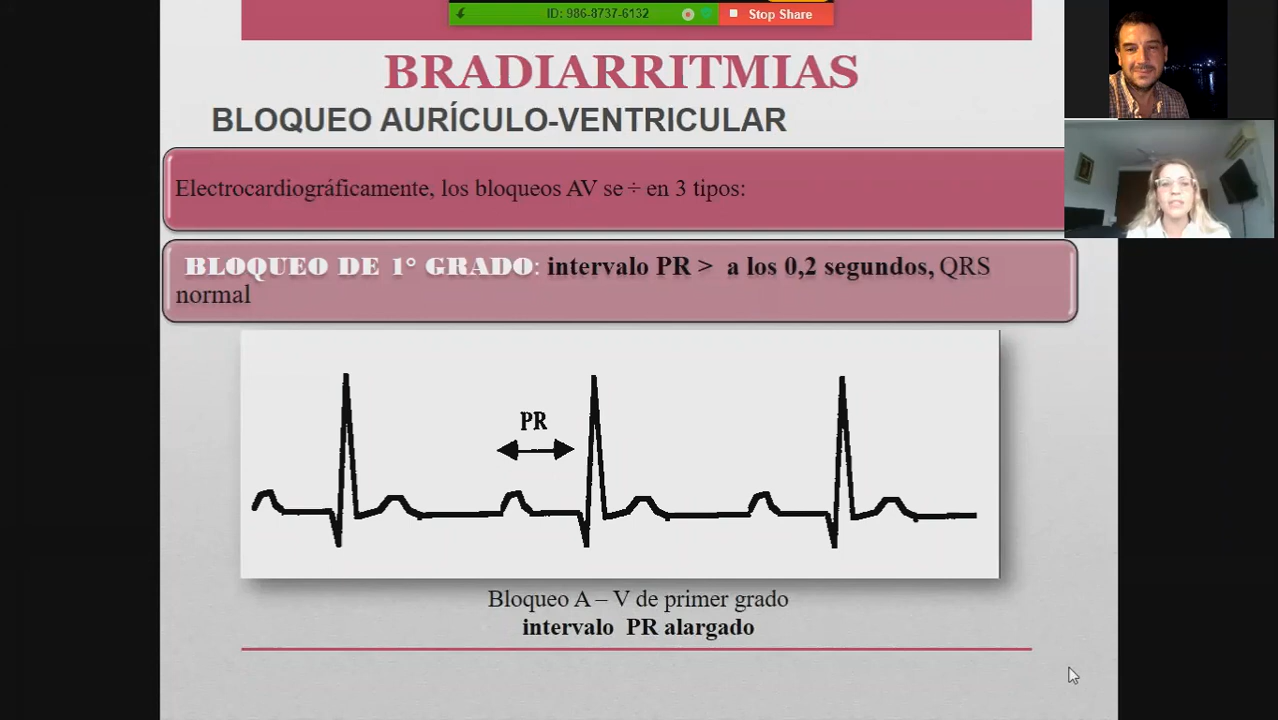 ID: 986-8737-6132 Stop Share
BRADIARRITMIAS
BLOQUEO AURÍCULO-VENTRICULAR
Electrocardiográficamente, los bloqueos AV se ÷ en 3 tipos:
BLOQUEO DE 1° GRADO: intervalo PR > a los 0,2 segundos, QRS
normal
PR
Bloqueo A – V de primer grado
intervalo PR alargado